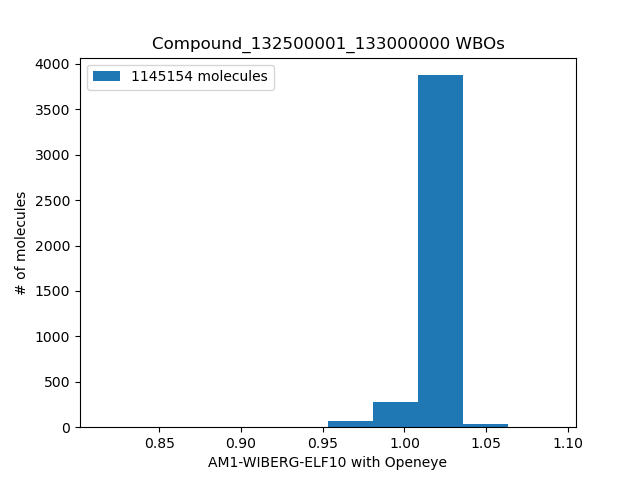 Compound_132500001_133000000 WBOs
1145154 molecules
4000
3500
3000
2500
2000
1500
1000
500
0
# of molecules
0.85 0.90 0.95 1.00 1.05 1.10
AM1-WIBERG-ELF10 with Openeye